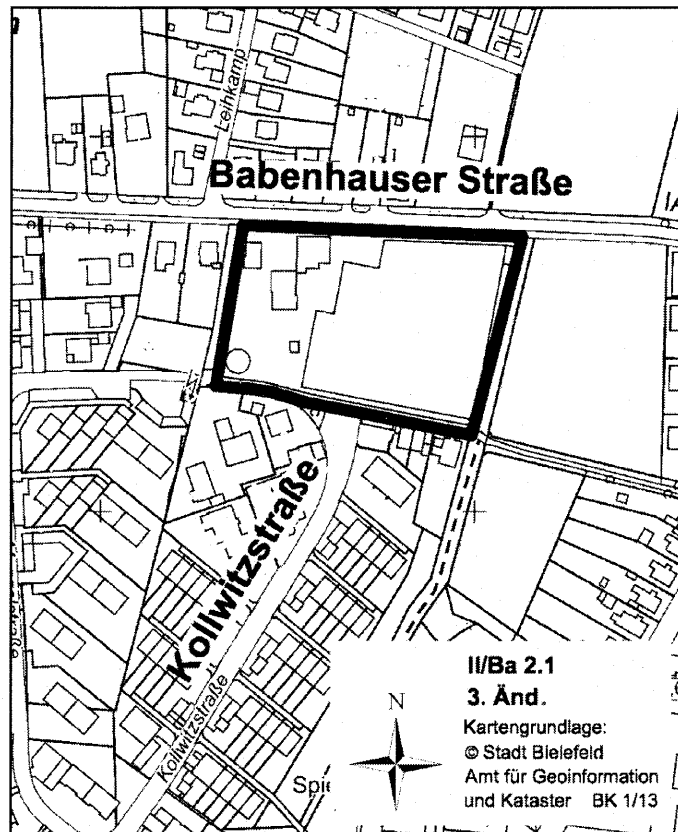 Leihkamp
Babenhauser Straße
Kollwitzstraße
Kollwitzstraße
II/Ba 2.1
3. Änd.
N
Kartengrundlage:
© Stadt Bielefeld
Amt für Geoinformation
und Kataster BK 1/13